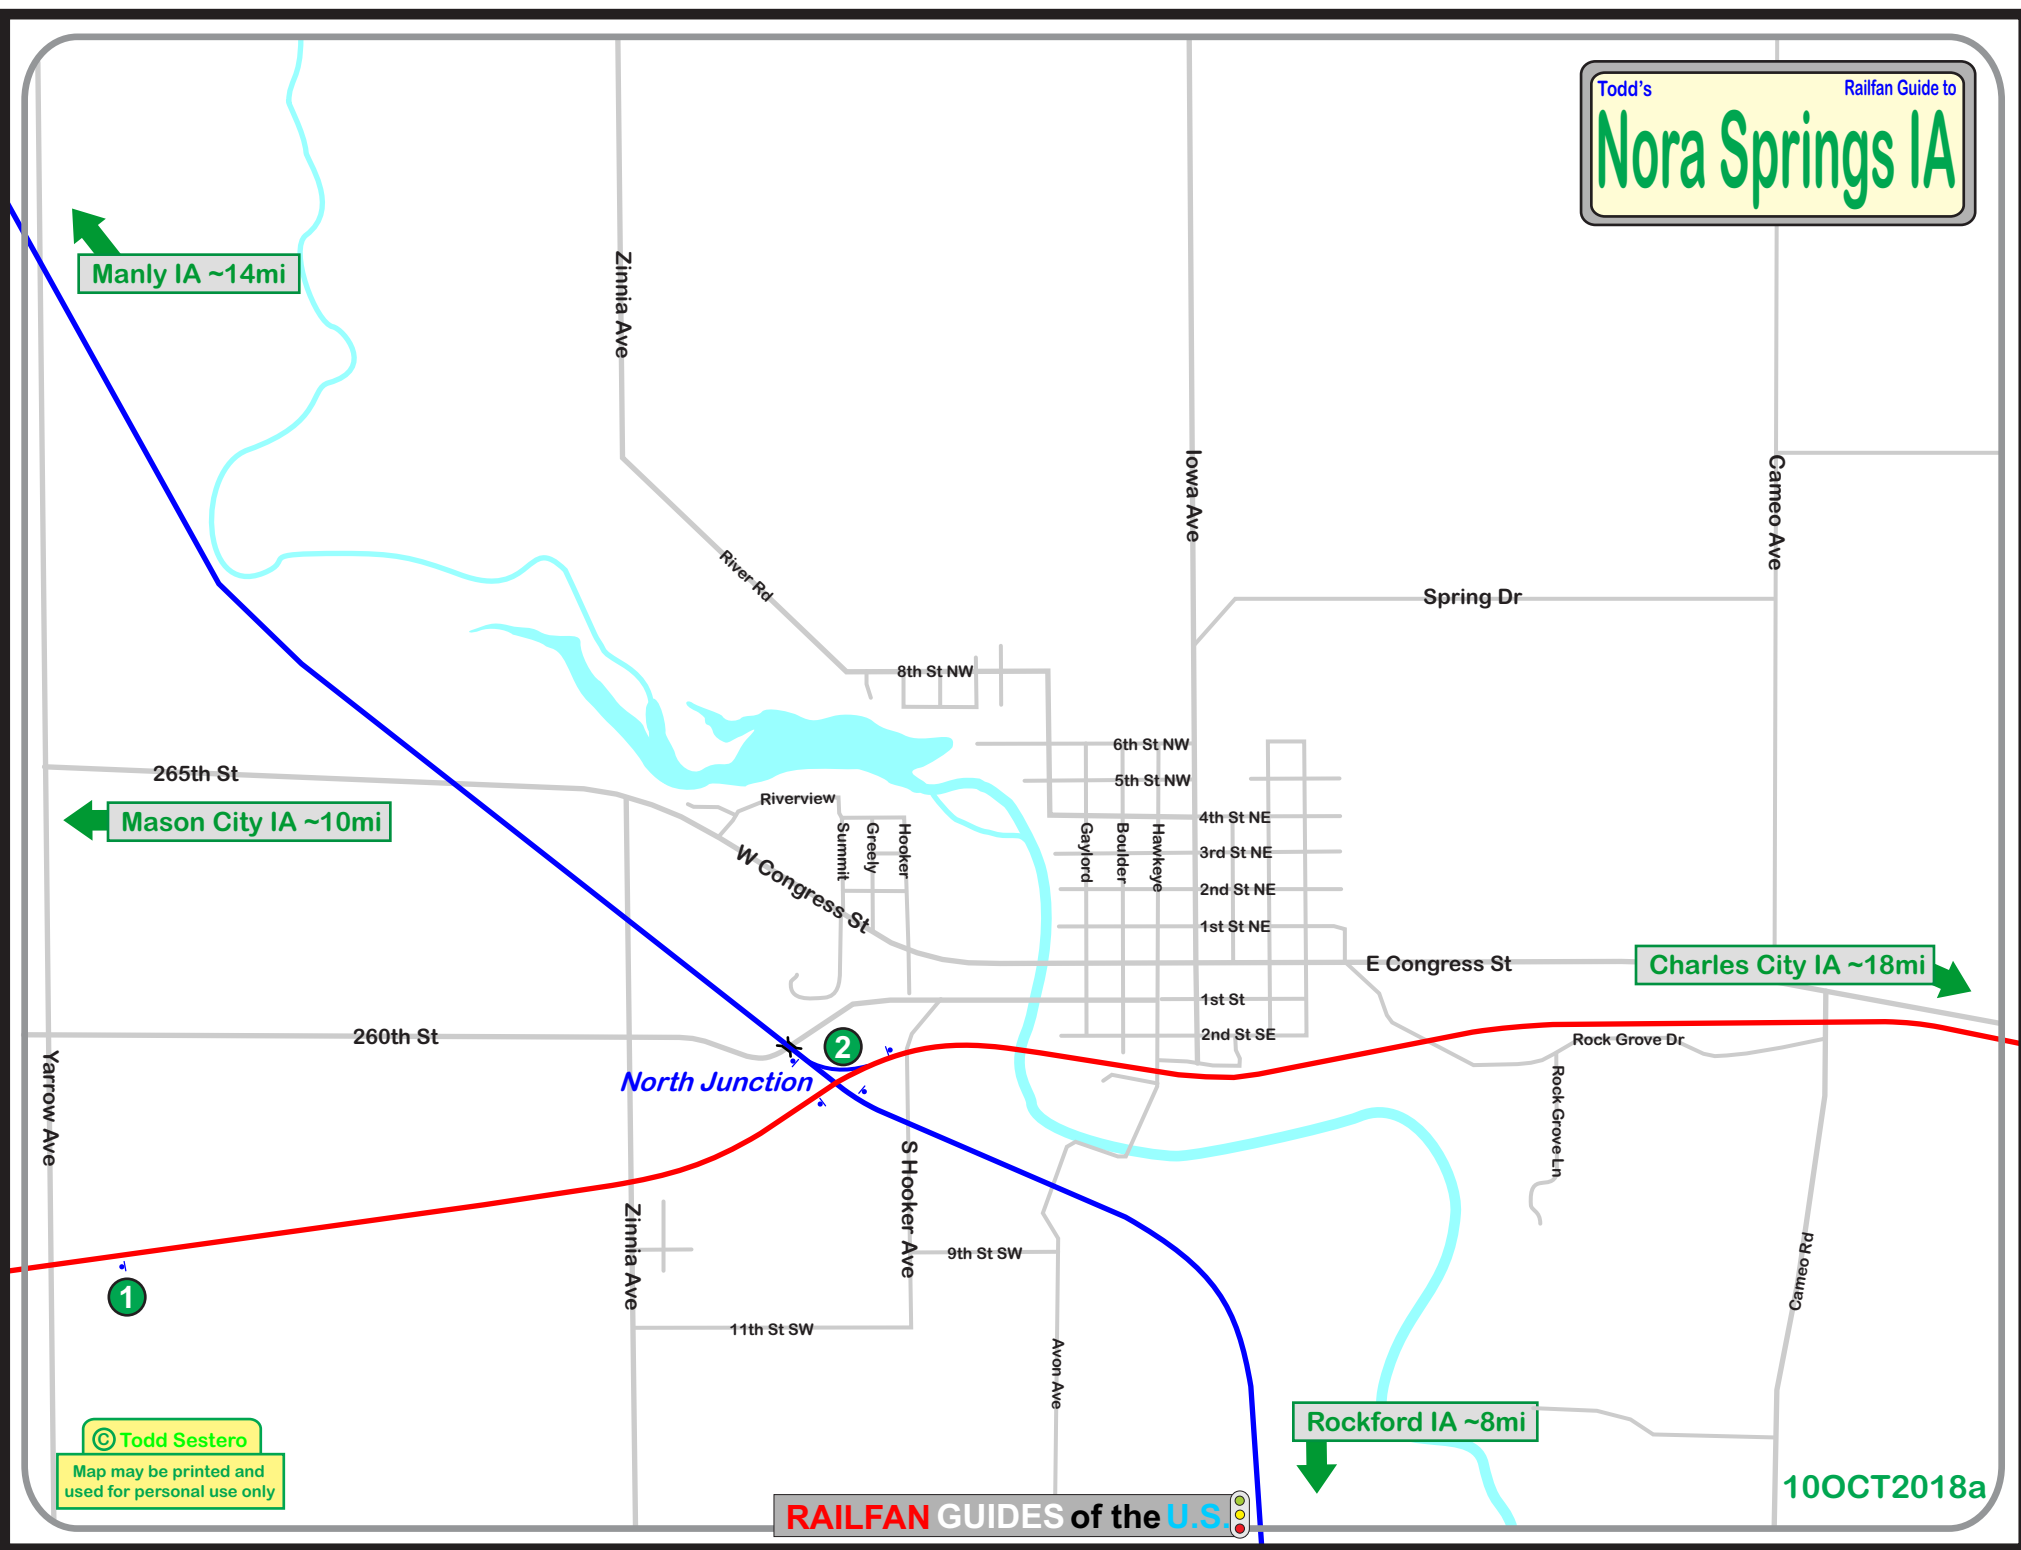 Todd's Railfan Guide to
Nora Springs IA
Manly IA ~14mi
Zinnia Ave
Iowa Ave
Cameo Ave
River Rd
Spring Dr
8th St NW
6th St NW
5th St NW
265th St
Mason City IA ~10mi
Riverview
Summit
Greely
Hooker
Gaylord
Boulder
Hawkeye
4th St NE
3rd St NE
2nd St NE
1st St NE
W Congress St
E Congress St
Charles City IA ~18mi
1st St
2nd St SE
260th St
2
North Junction
Rock Grove Dr
Rock Grove Ln
Yarrow Ave
S Hooker Ave
Zinnia Ave
9th St SW
Cameo Rd
1
11th St SW
Avon Ave
Rockford IA ~8mi
© Todd Sestero
Map may be printed and
used for personal use only
10OCT2018a
RAILFAN GUIDES of the U.S.